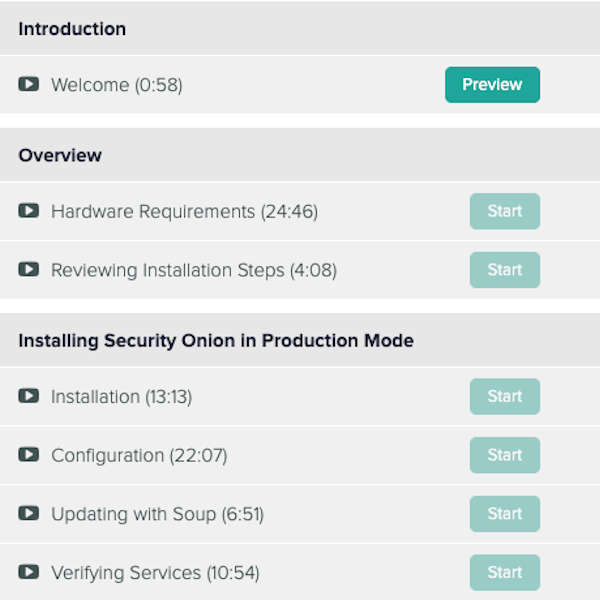 Introduction
Welcome (0:58) Preview
Overview
Hardware Requirements (24:46) Start
Reviewing Installation Steps (4:08) Start
Installing Security Onion in Production Mode
Installation (13:13) Start
Configuration (22:07) Start
Updating with Soup (6:51) Start
Verifying Services (10:54) Start